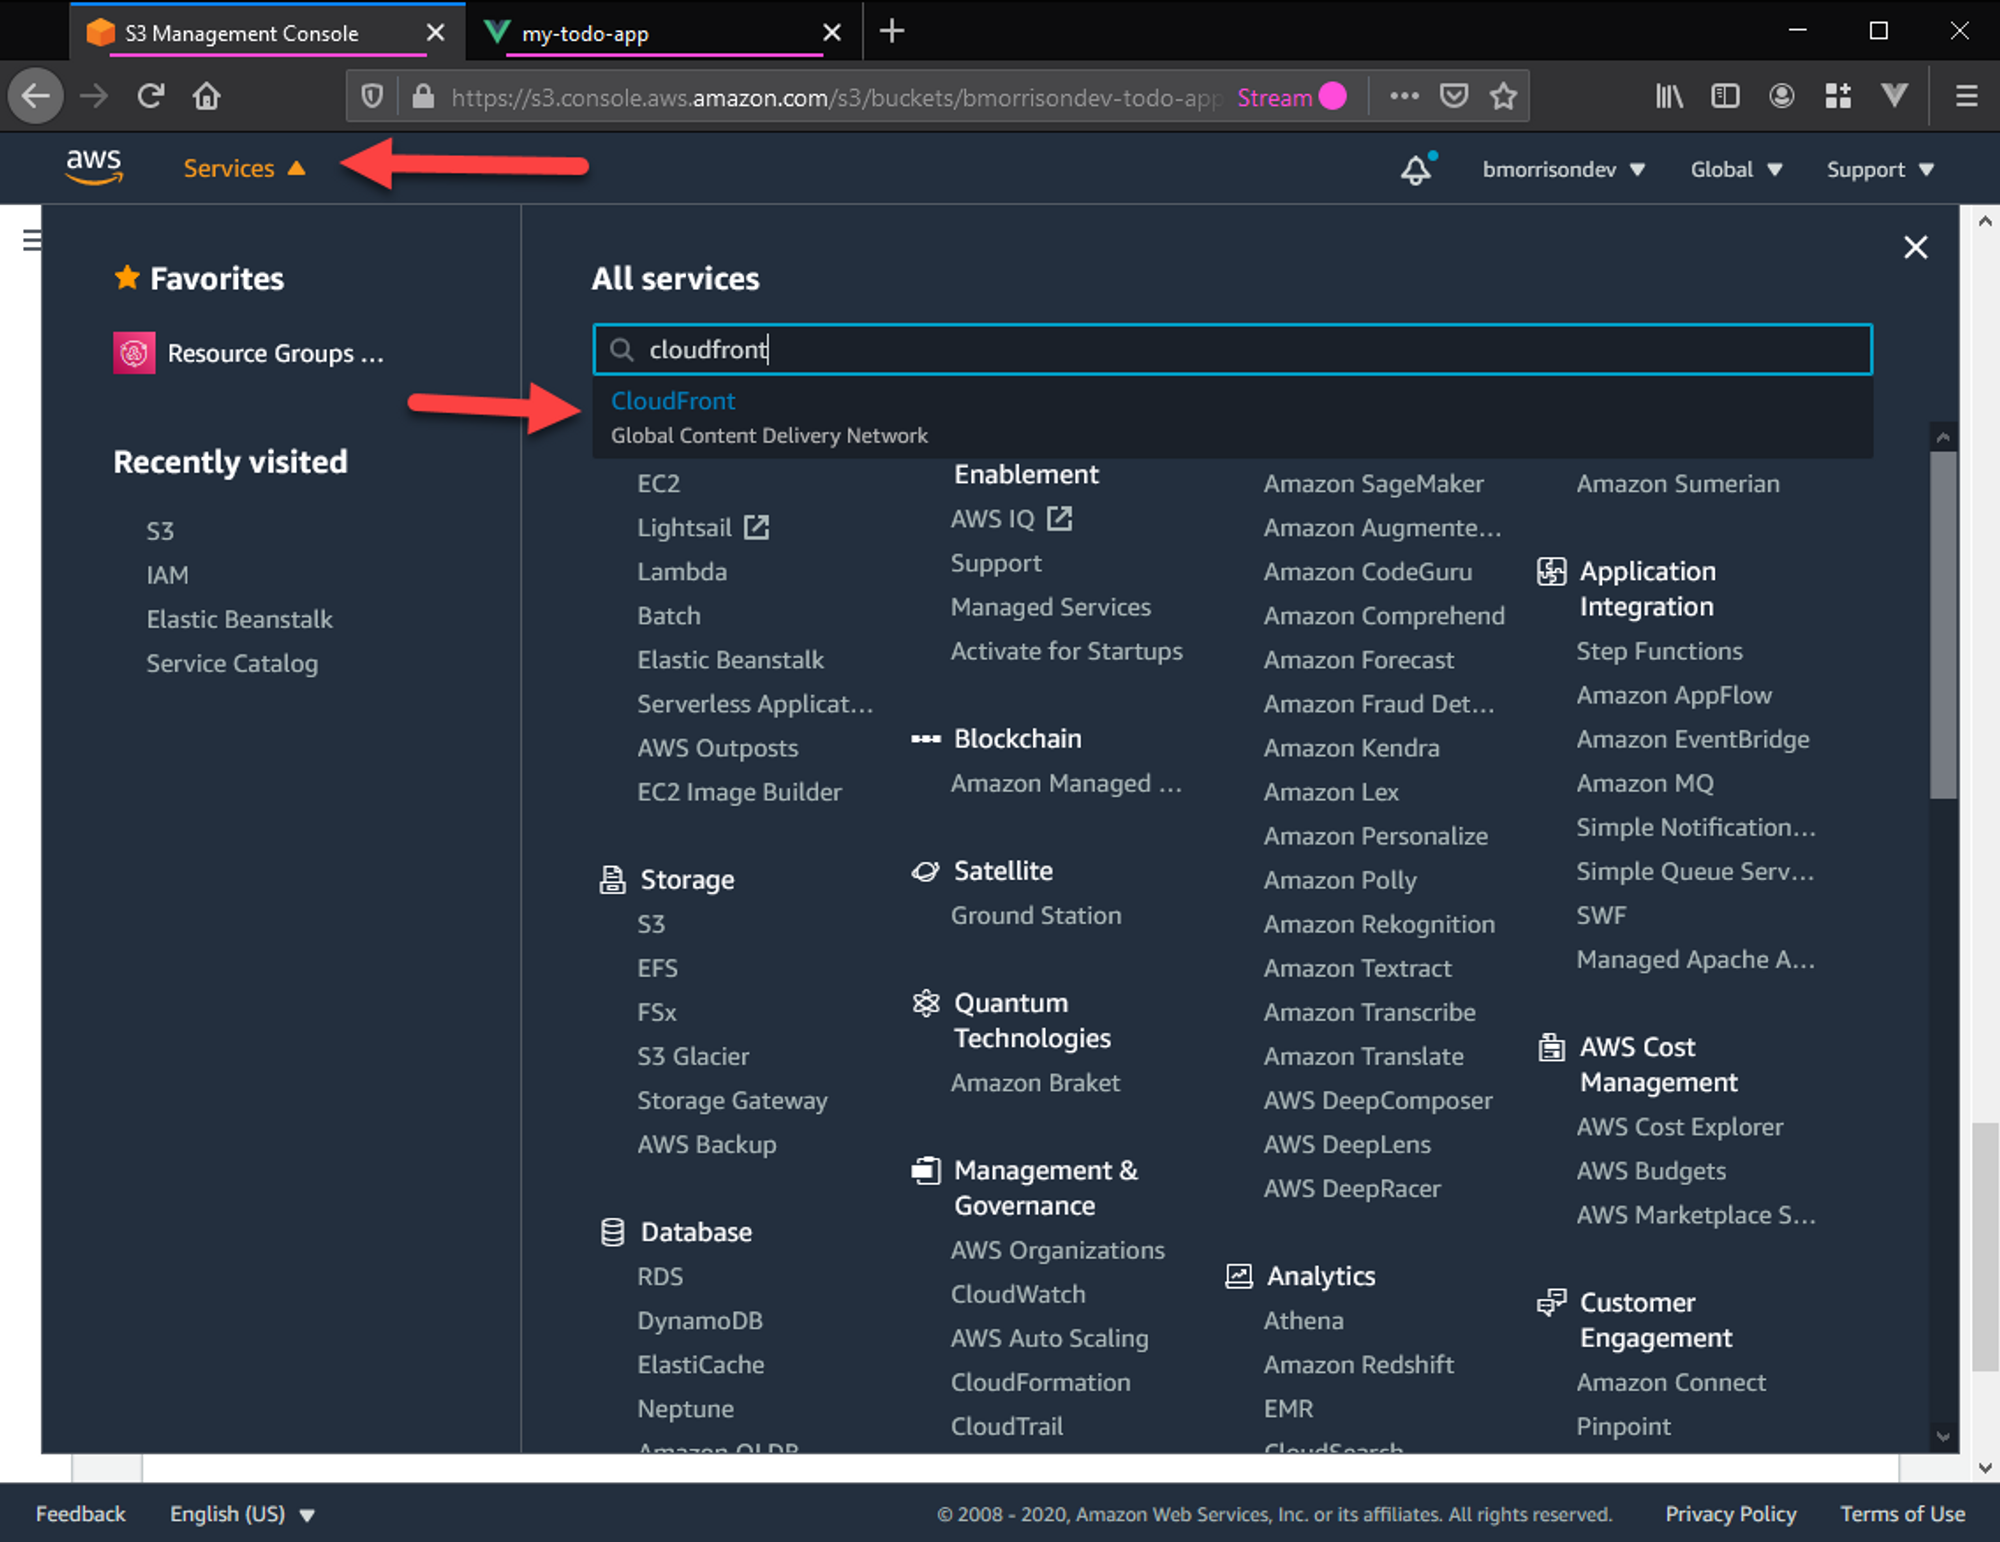 S3 Management Console
my-todo-app
https://s3.console.aws.amazon.com/s3/buckets/bmorrisondev-todo-app
Stream
aws
Services
bmorrisondev
Global
Support
Favorites
Resource Groups ...
Recently visited
S3
IAM
Elastic Beanstalk
Service Catalog
All services
cloudfront
CloudFront
Global Content Delivery Network
EC2
Lightsail
Lambda
Batch
Elastic Beanstalk
Serverless Applicat...
AWS Outposts
EC2 Image Builder
Storage
S3
EFS
FSx
S3 Glacier
Storage Gateway
AWS Backup
Database
RDS
DynamoDB
ElastiCache
Neptune
Amazon QLDB
Enablement
AWS IQ
Support
Managed Services
Activate for Startups
Blockchain
Amazon Managed ...
Satellite
Ground Station
Quantum
Technologies
Amazon Braket
Management &
Governance
AWS Organizations
CloudWatch
AWS Auto Scaling
CloudFormation
CloudTrail
Amazon SageMaker
Amazon Augmente...
Amazon CodeGuru
Amazon Comprehend
Amazon Forecast
Amazon Fraud Det...
Amazon Kendra
Amazon Lex
Amazon Personalize
Amazon Polly
Amazon Rekognition
Amazon Textract
Amazon Transcribe
Amazon Translate
AWS DeepComposer
AWS DeepLens
AWS DeepRacer
Analytics
Athena
Amazon Redshift
EMR
CloudSearch
Amazon Sumerian
Application
Integration
Step Functions
Amazon AppFlow
Amazon EventBridge
Amazon MQ
Simple Notification...
Simple Queue Serv...
SWF
Managed Apache A...
AWS Cost
Management
AWS Cost Explorer
AWS Budgets
AWS Marketplace S...
Customer
Engagement
Amazon Connect
Pinpoint
Feedback
English (US)
© 2008 - 2020, Amazon Web Services, Inc. or its affiliates. All rights reserved.
Privacy Policy
Terms of Use